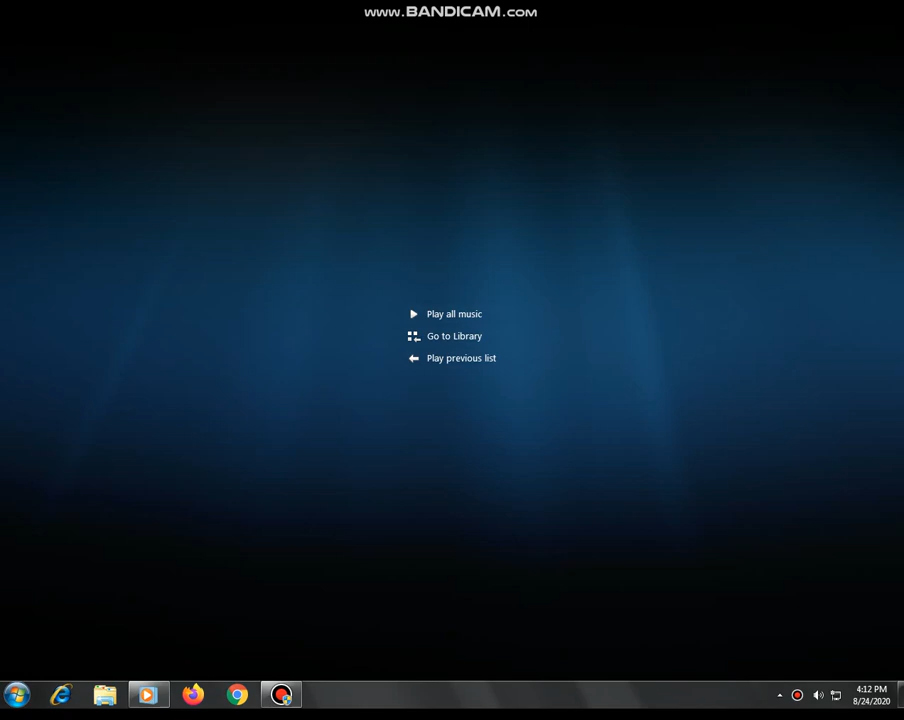 www.BANDICAM.com
Play all music
Go to Library
Play previous list
4:12 PM
8/24/2020